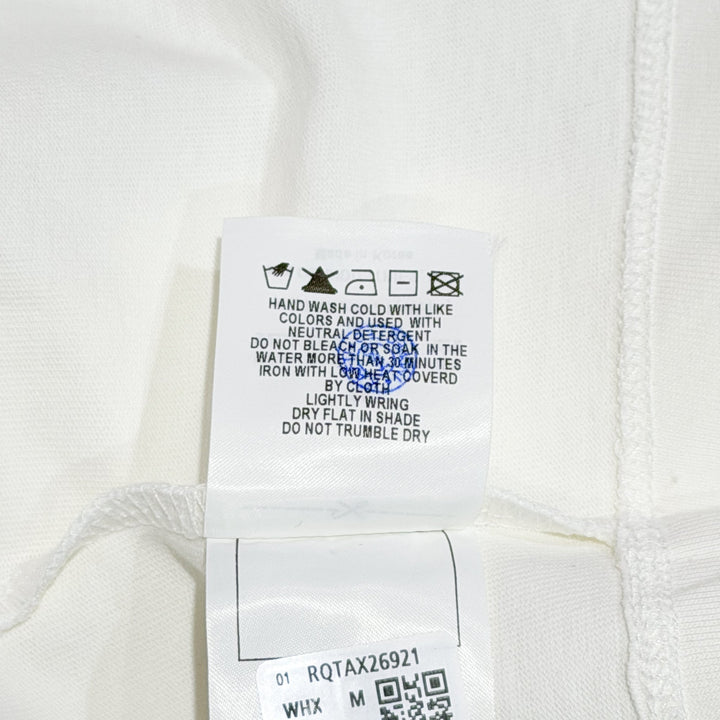 Made in Korea
HAND WASH COLD WITH LIKE
COLORS AND USED WITH
NEUTRAL DETERGENT
DO NOT BLEACH OR SOAK IN THE
WATER MORE THAN 30 MINUTES
IRON WITH LOW HEAT COVERD
BY CLOTH
LIGHTLY WRING
DRY FLAT IN SHADE
DO NOT TRUMBLE DRY
01 RQTAX26921
WHX M